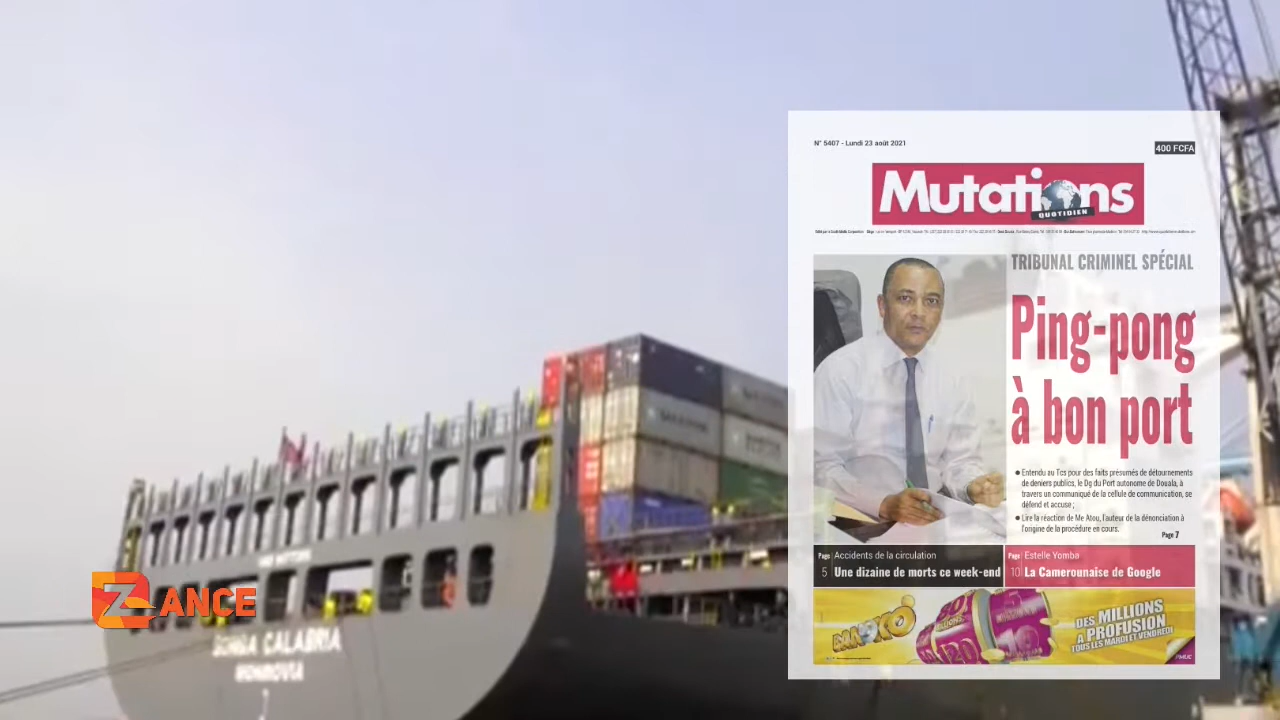 N° 5407 - Lundi 23 août 2021
400 FCFA
Mutations
QUOTIDIEN
TRIBUNAL CRIMINEL SPÉCIAL
Ping-pong
à bon port
● Entendu au Tcs pour des faits présumés de détournements
de deniers publics, le Dg du Port autonome de Douala, à
travers un communiqué de la cellule de communication, se
défend et accuse ;
● Lire la réaction de Me Atou, l'auteur de la dénonciation à
l'origine de la procédure en cours.
Page 7
Page Accidents de la circulation
5 Une dizaine de morts ce week-end
Page Estelle Yomba
10 La Camerounaise de Google
DES MILLIONS
A PROFUSION
TOUS LES MARDI ET VENDREDI
PMUC
ZANCE
CALABRIA
MONROVIA